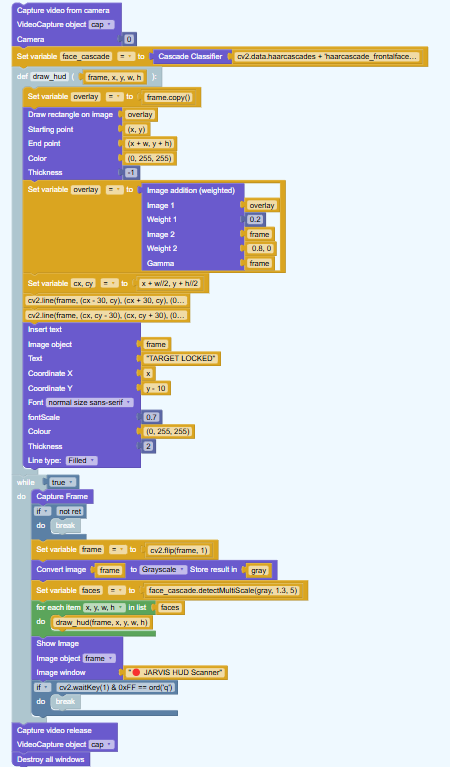 Capture video from camera
VideoCapture object cap
Camera 0
Set variable face_cascade = to Cascade Classifier cv2.data.haarcascades + 'haarcascade_frontalface...
def draw_hud ( frame, x, y, w, h ):
Set variable overlay = to frame.copy()
Draw rectangle on image overlay
Starting point (x, y)
End point (x + w, y + h)
Color (0, 255, 255)
Thickness -1
Set variable overlay = to Image addition (weighted)
Image 1 overlay
Weight 1 0.2
Image 2 frame
Weight 2 0.8, 0
Gamma frame
Set variable cx, cy = to x + w//2, y + h//2
cv2.line(frame, (cx - 30, cy), (cx + 30, cy), (0...
cv2.line(frame, (cx, cy - 30), (cx, cy + 30), (0...
Insert text
Image object frame
Text "TARGET LOCKED"
Coordinate X x
Coordinate Y y - 10
Font normal size sans-serif
fontScale 0.7
Colour (0, 255, 255)
Thickness 2
Line type: Filled
while true
do Capture Frame
if not ret
do break
Set variable frame = to cv2.flip(frame, 1)
Convert image frame to Grayscale Store result in gray
Set variable faces = to face_cascade.detectMultiScale(gray, 1.3, 5)
for each item x, y, w, h in list faces
do draw_hud(frame, x, y, w, h)
Show Image
Image object frame
Image window "🔴 JARVIS HUD Scanner"
if cv2.waitKey(1) & 0xFF == ord('q')
do break
Capture video release
VideoCapture object cap
Destroy all windows